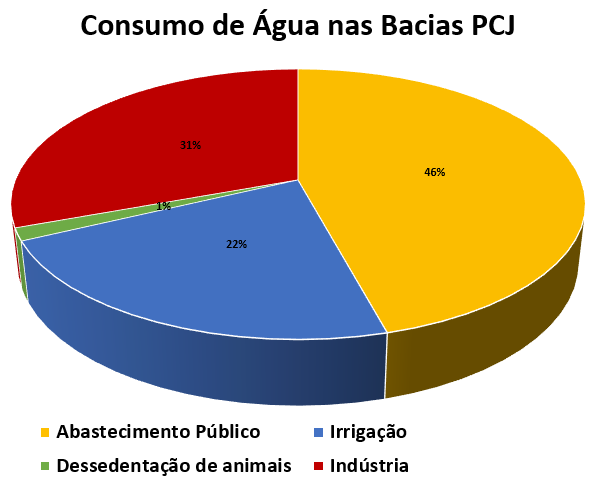 Consumo de Água nas Bacias PCJ
31%
46%
1%
22%
Abastecimento Público
Irrigação
Dessedentação de animais
Indústria